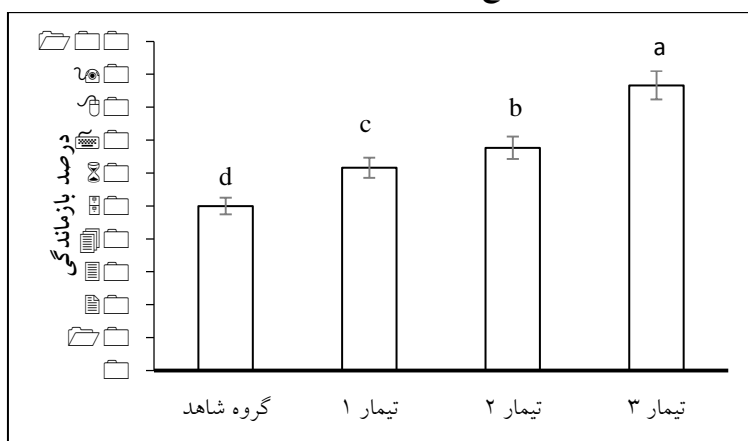 a
b
c
d
درصد بازماندگی
گروه شاهد
تیمار ۱
تیمار ۲
تیمار ۳